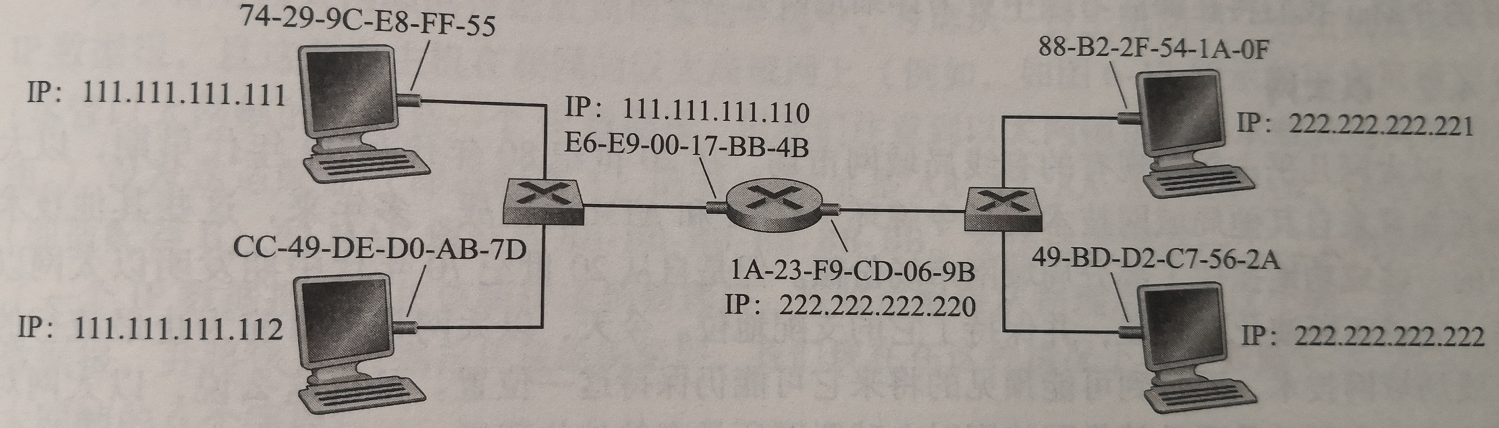 74-29-9C-E8-FF-55
IP: 111.111.111.111
IP: 111.111.111.110
E6-E9-00-17-BB-4B
88-B2-2F-54-1A-0F
IP: 222.222.222.221
CC-49-DE-D0-AB-7D
IP: 111.111.111.112
1A-23-F9-CD-06-9B
IP: 222.222.222.220
49-BD-D2-C7-56-2A
IP: 222.222.222.222